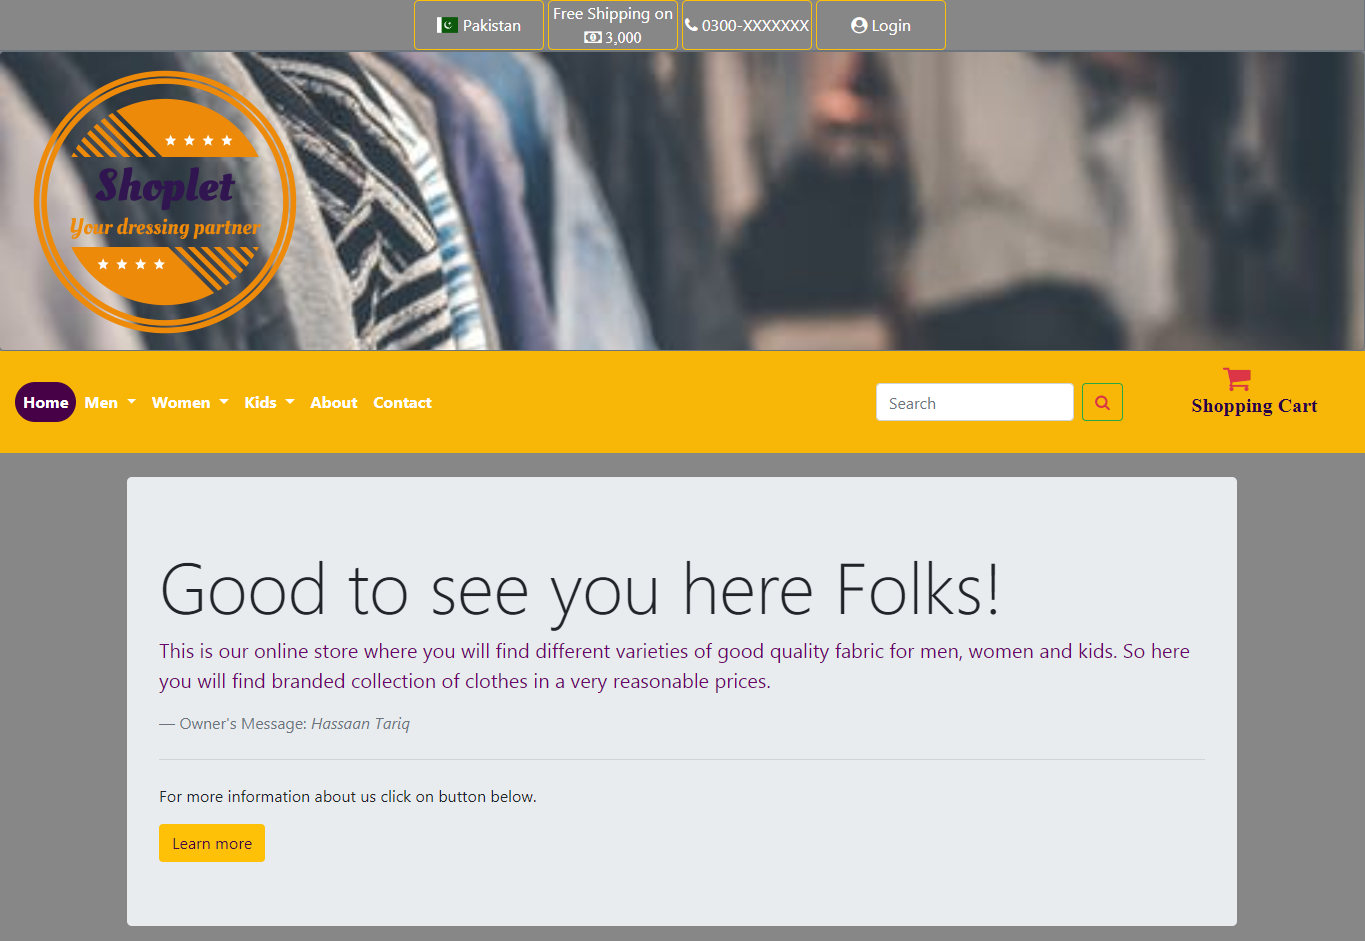 Pakistan
Free Shipping on
3,000
0300-XXXXXXX
Login
Shoplet
Your dressing partner
Home Men Women Kids About Contact
Search
Shopping Cart
Good to see you here Folks!
This is our online store where you will find different varieties of good quality fabric for men, women and kids. So here
you will find branded collection of clothes in a very reasonable prices.
— Owner's Message: Hassaan Tariq
For more information about us click on button below.
Learn more